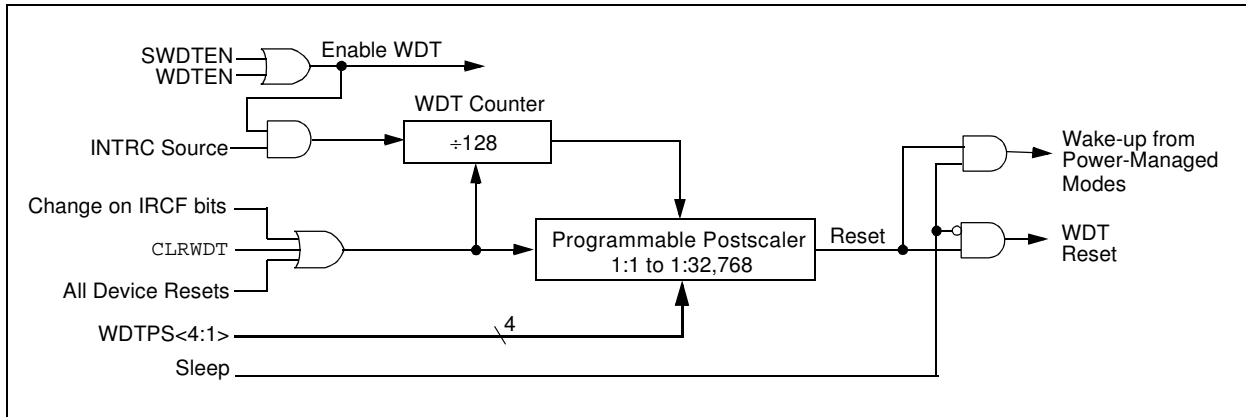 SWDTEN
WDTEN
Enable WDT
WDT Counter
÷128
INTRC Source
Wake-up from
Power-Managed
Modes
Change on IRCF bits
CLRWDT
All Device Resets
Programmable Postscaler
1:1 to 1:32,768
Reset
WDT
Reset
WDTPS<4:1>
4
Sleep